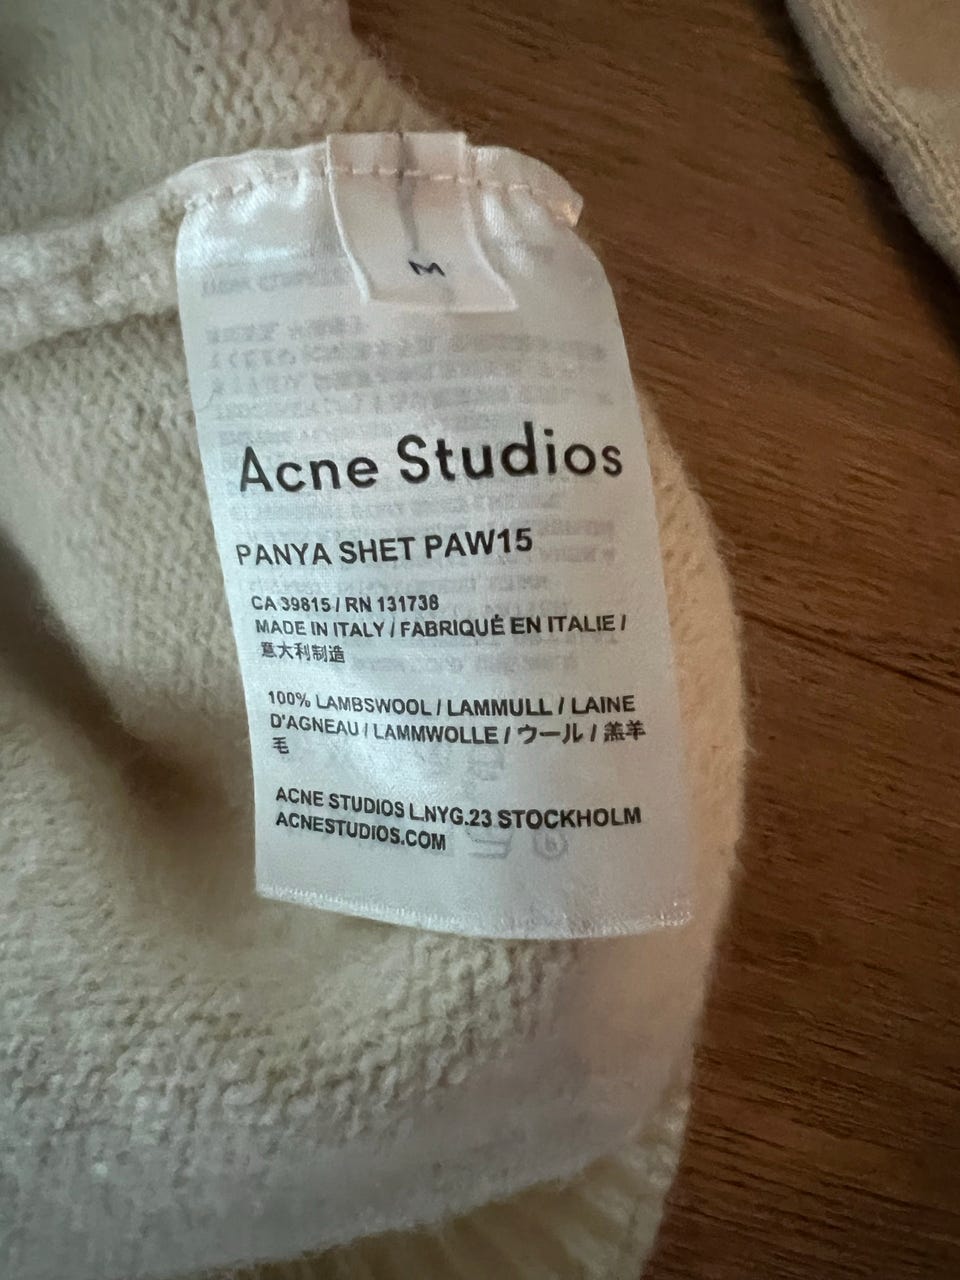 M
Acne Studios
PANYA SHET PAW15
CA 39815 / RN 131738
MADE IN ITALY / FABRIQUÉ EN ITALIE /
意大利制造
100% LAMBSWOOL / LAMMULL / LAINE
D'AGNEAU / LAMMWOLLE / ウール / 羔羊
毛
ACNE STUDIOS L.NYG.23 STOCKHOLM
ACNESTUDIOS.COM